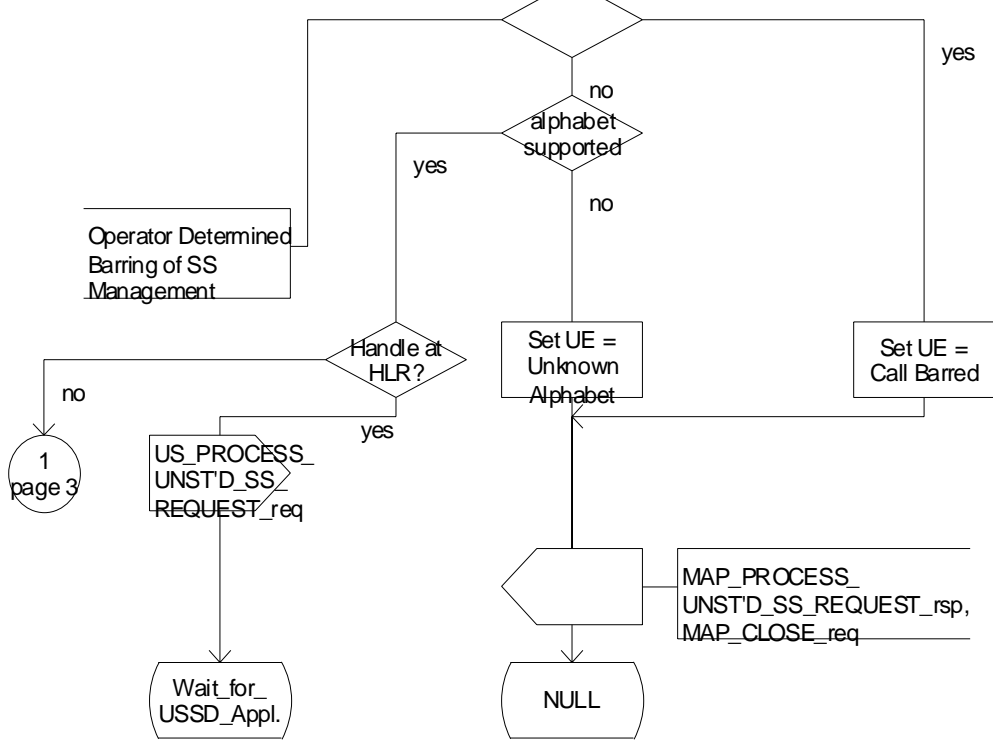 yes
no
alphabet
supported
yes
no
Operator Determined
Barring of SS
Management
Handle at
HLR?
Set UE =
Unknown
Alphabet
Set UE =
Call Barred
no
yes
1
page 3
US_PROCESS_
UNST'D_SS_
REQUEST_req
MAP_PROCESS_
UNST'D_SS_REQUEST_rsp,
MAP_CLOSE_req
Wait_for_
USSD_Appl.
NULL